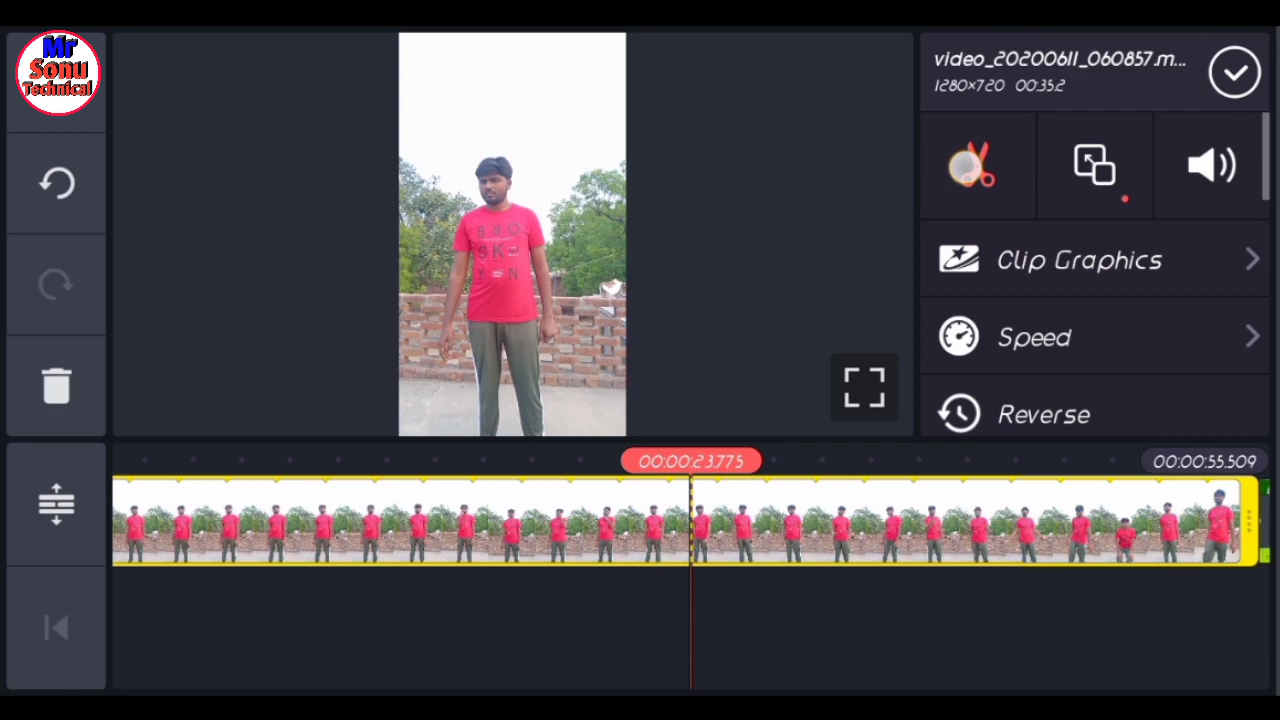 Mr
Sonu
Technical
video_20200611_060857.m...
1280×720 00:35.2
Clip Graphics
Speed
Reverse
00:00:23.775
00:00:55.509